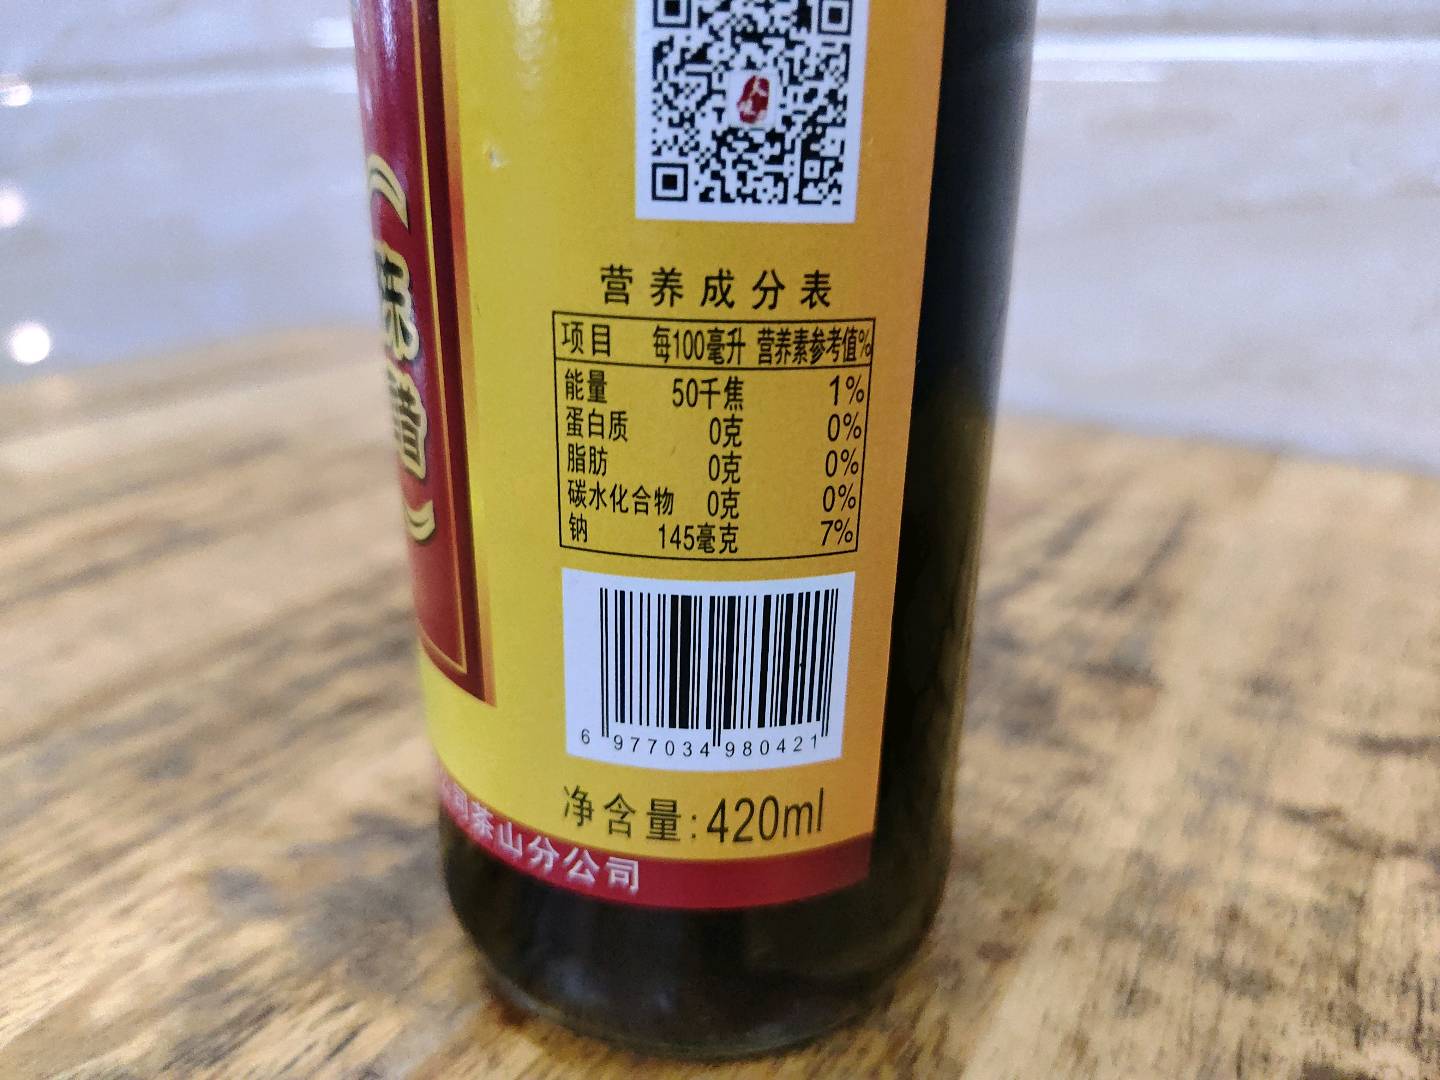 陈
醋
营养成分表
项目 每100毫升 营养素参考值%
能量 50千焦 1%
蛋白质 0克 0%
脂肪 0克 0%
碳水化合物 0克 0%
钠 145毫克 7%
6 977034 980421
净含量:420ml
司茶山分公司